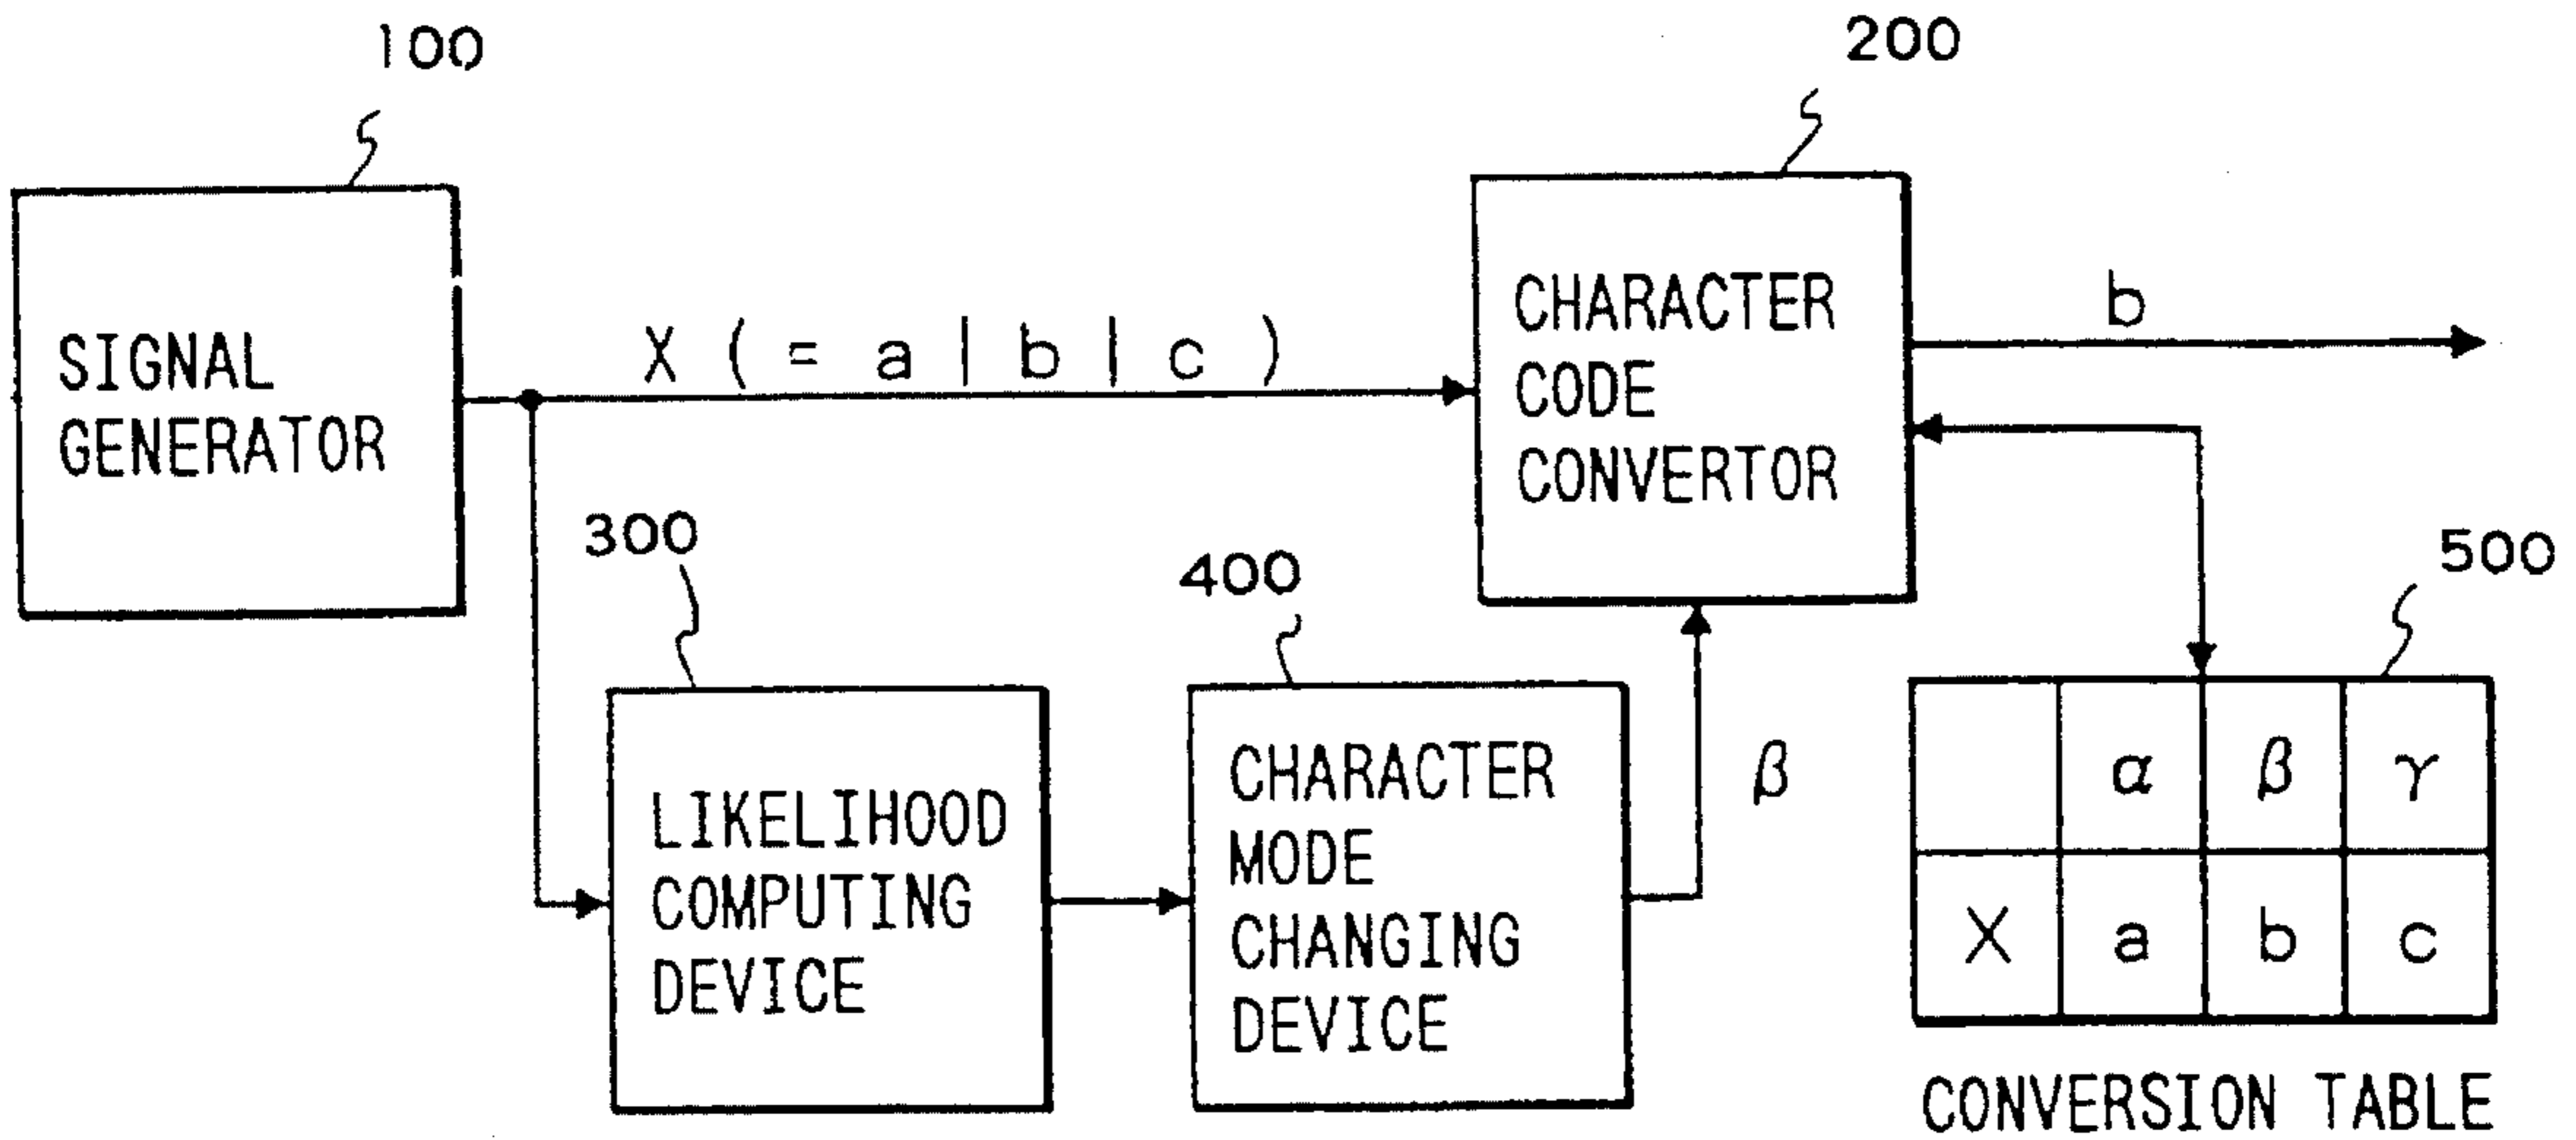 100
200
SIGNAL
GENERATOR
X ( = a | b | c )
CHARACTER
CODE
CONVERTOR
b
300
400
500
LIKELIHOOD
COMPUTING
DEVICE
CHARACTER
MODE
CHANGING
DEVICE
β
α β γ
X a b c
CONVERSION TABLE